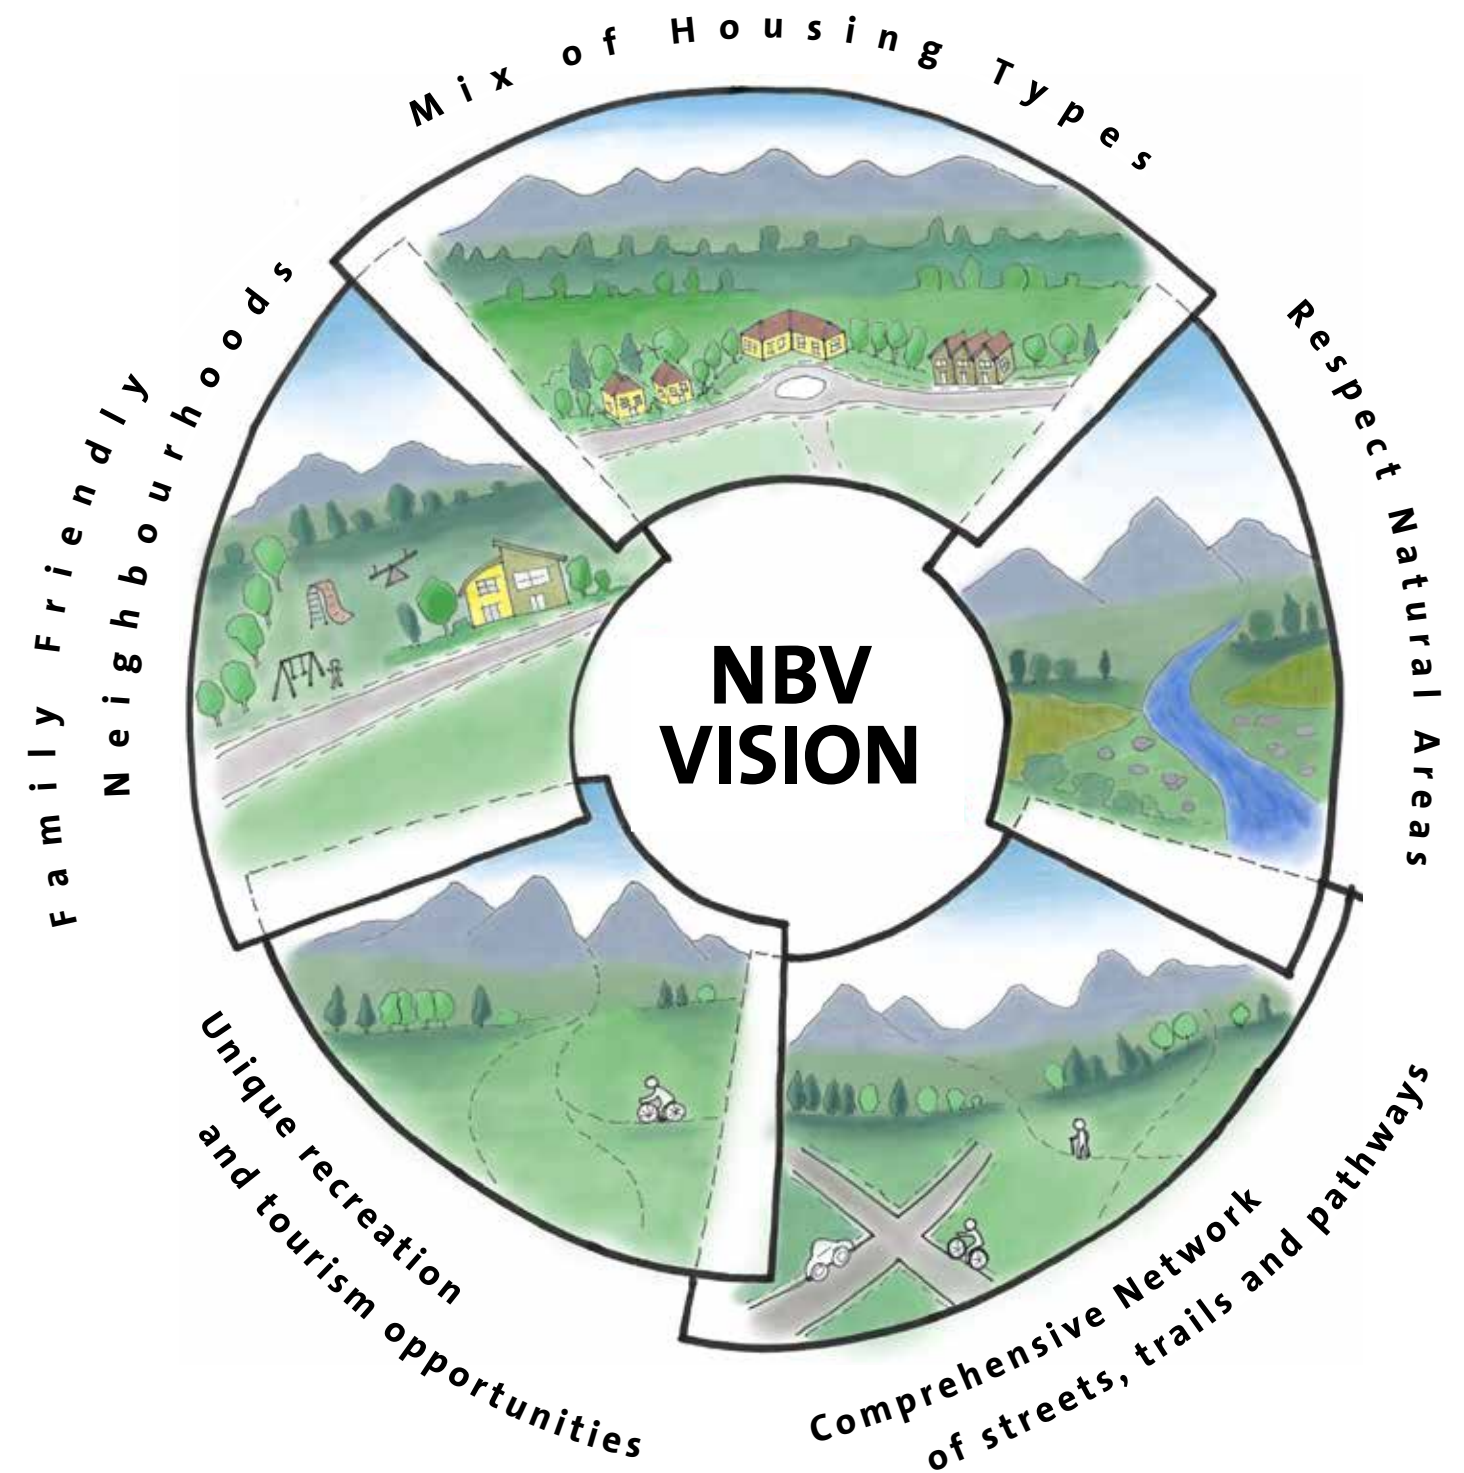 Mix of Housing Types
Respect Natural Areas
Comprehensive Network
of streets, trails and pathways
Unique recreation
and tourism opportunities
Family Friendly
Neighbourhoods
NBV
VISION